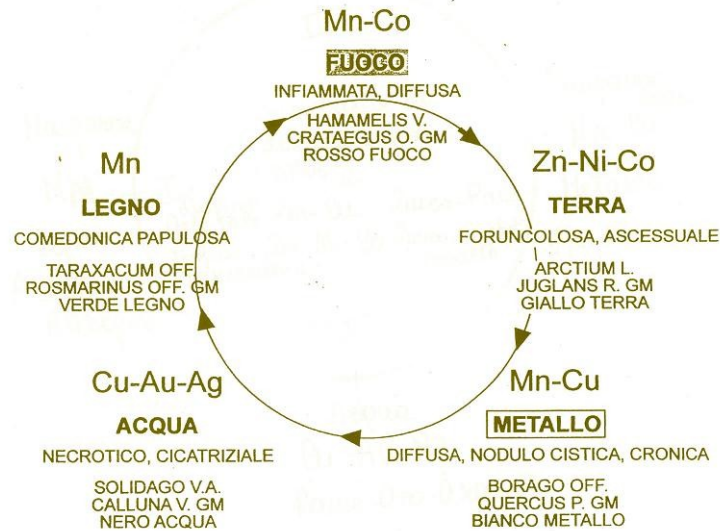 Mn-Co
FUOCO
INFIAMMATA, DIFFUSA
HAMAMELIS V.
CRATAEGUS O. GM
ROSSO FUOCO
Zn-Ni-Co
TERRA
FORUNCOLOSA, ASCESSUALE
ARCTIUM L.
JUGLANS R. GM
GIALLO TERRA
Mn-Cu
METALLO
DIFFUSA, NODULO CISTICA, CRONICA
BORAGO OFF.
QUERCUS P. GM
BIANCO METALLO
Cu-Au-Ag
ACQUA
NECROTICO, CICATRIZIALE
SOLIDAGO V.A.
CALLUNA V. GM
NERO ACQUA
Mn
LEGNO
COMEDONICA PAPULOSA
TARAXACUM OFF.
ROSMARINUS OFF. GM
VERDE LEGNO